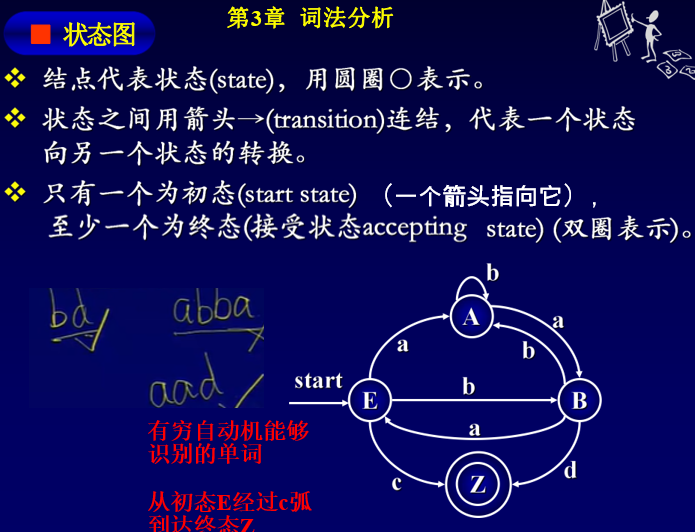 第3章 词法分析
状态图
结点代表状态(state)，用圆圈○表示。
状态之间用箭头→(transition)连结，代表一个状态
向另一个状态的转换。
只有一个为初态(start state) （一个箭头指向它），
至少一个为终态(接受状态accepting state) (双圈表示)。
bd
abba
aad
有穷自动机能够
识别的单词
从初态E经过c弧
到达终态Z
b
A
a
a
b
start
E
b
B
a
c
Z
d